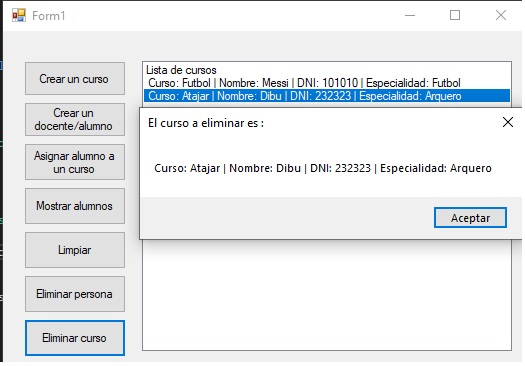 Form1
Crear un curso
Crear un
docente/alumno
Asignar alumno a
un curso
Mostrar alumnos
Limpiar
Eliminar persona
Eliminar curso
Lista de cursos
Curso: Futbol | Nombre: Messi | DNI: 101010 | Especialidad: Futbol
Curso: Atajar | Nombre: Dibu | DNI: 232323 | Especialidad: Arquero
El curso a eliminar es :
Curso: Atajar | Nombre: Dibu | DNI: 232323 | Especialidad: Arquero
Aceptar